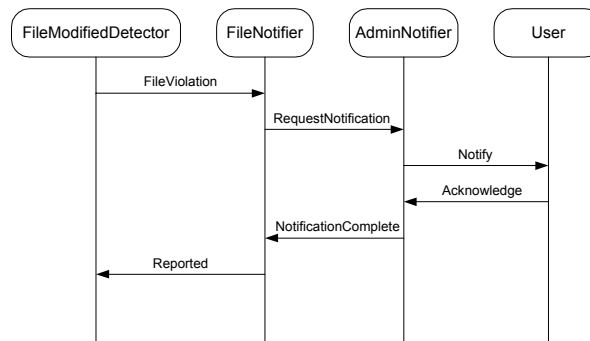 FileModifiedDetector FileNotifier AdminNotifier User
FileViolation
RequestNotification
Notify
Acknowledge
NotificationComplete
Reported